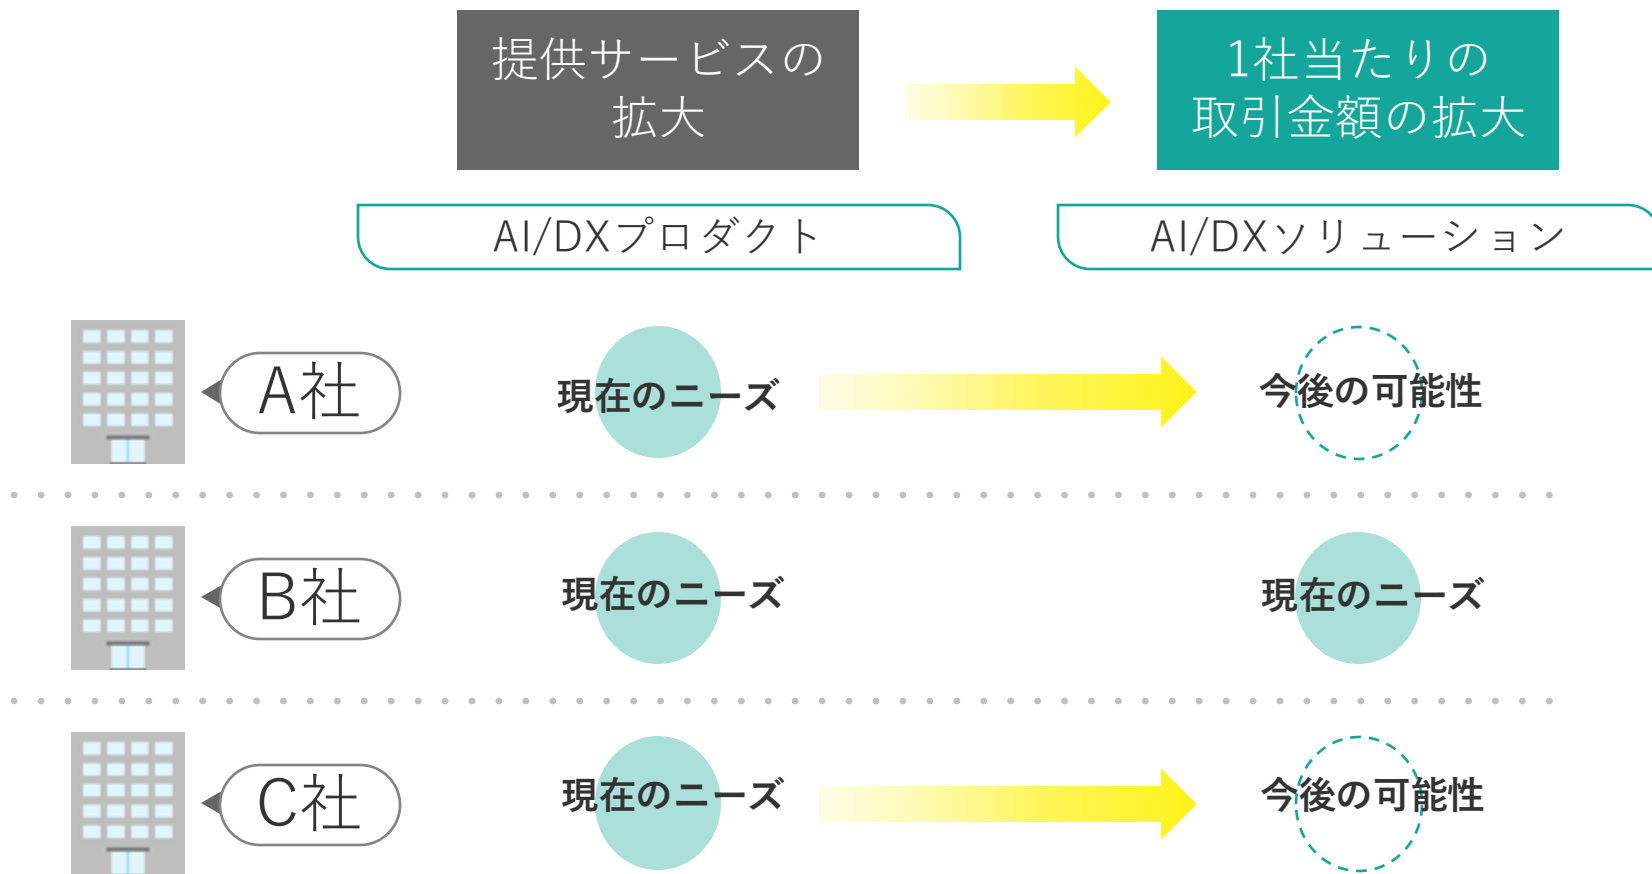 提供サービスの
拡大
1社当たりの
取引金額の拡大
AI/DXプロダクト
AI/DXソリューション
A社
現在のニーズ
今後の可能性
B社
現在のニーズ
現在のニーズ
C社
現在のニーズ
今後の可能性